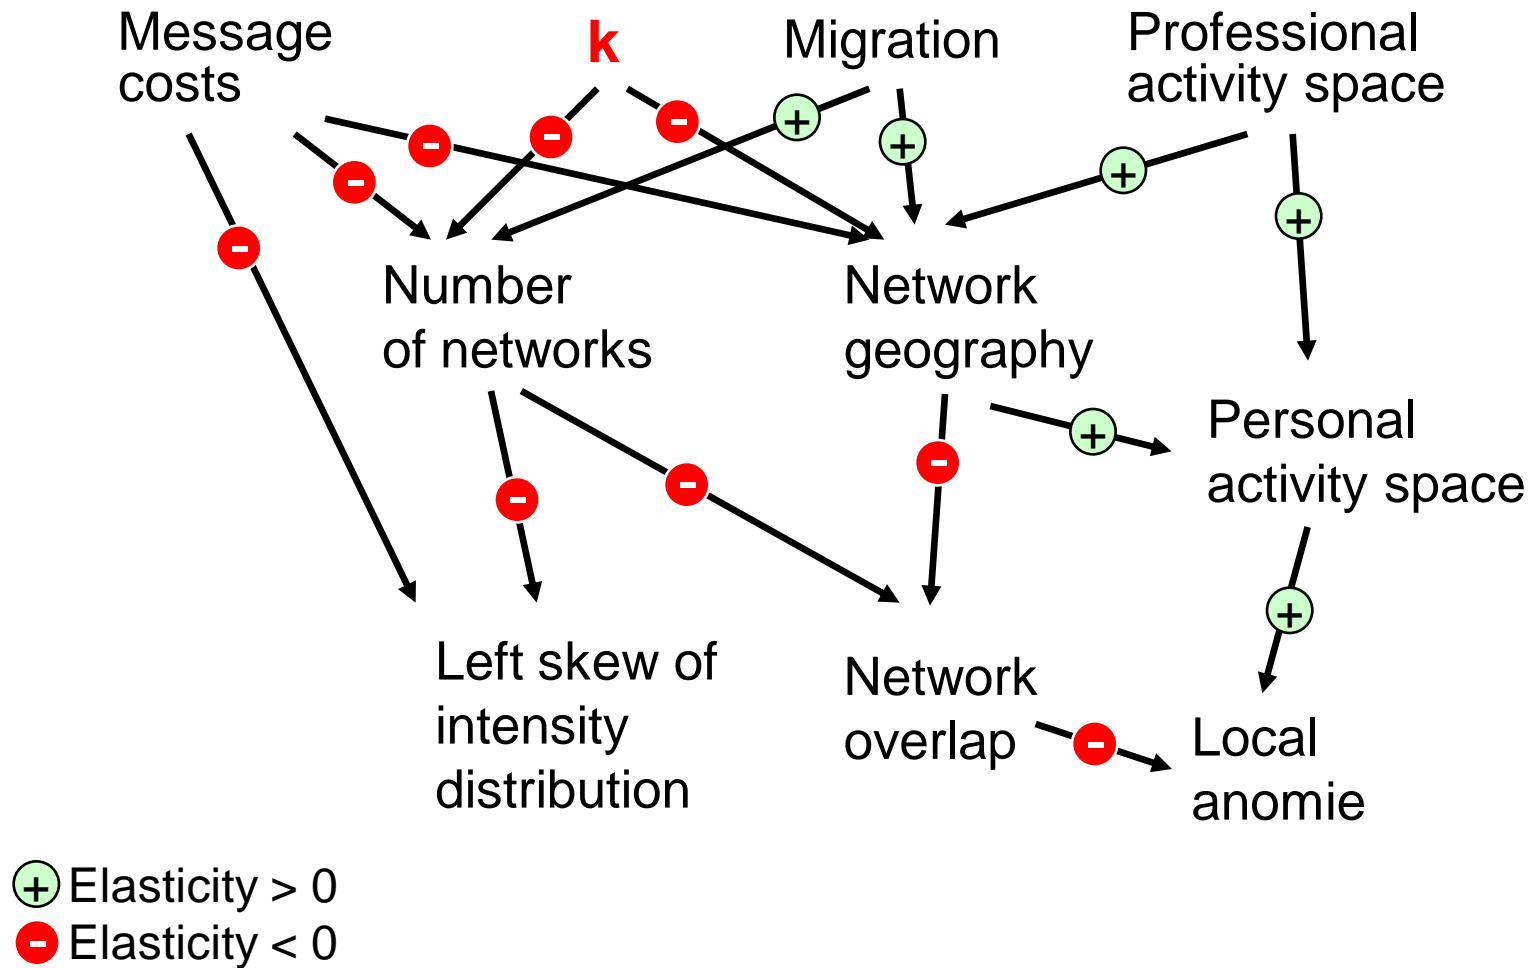 Message
costs
k
Migration
Professional
activity space
-
-
-
-
-
+
+
+
+
Number
of networks
Network
geography
Personal
activity space
-
-
-
+
+
Left skew of
intensity
distribution
Network
overlap
-
Local
anomie
+ Elasticity > 0
- Elasticity < 0